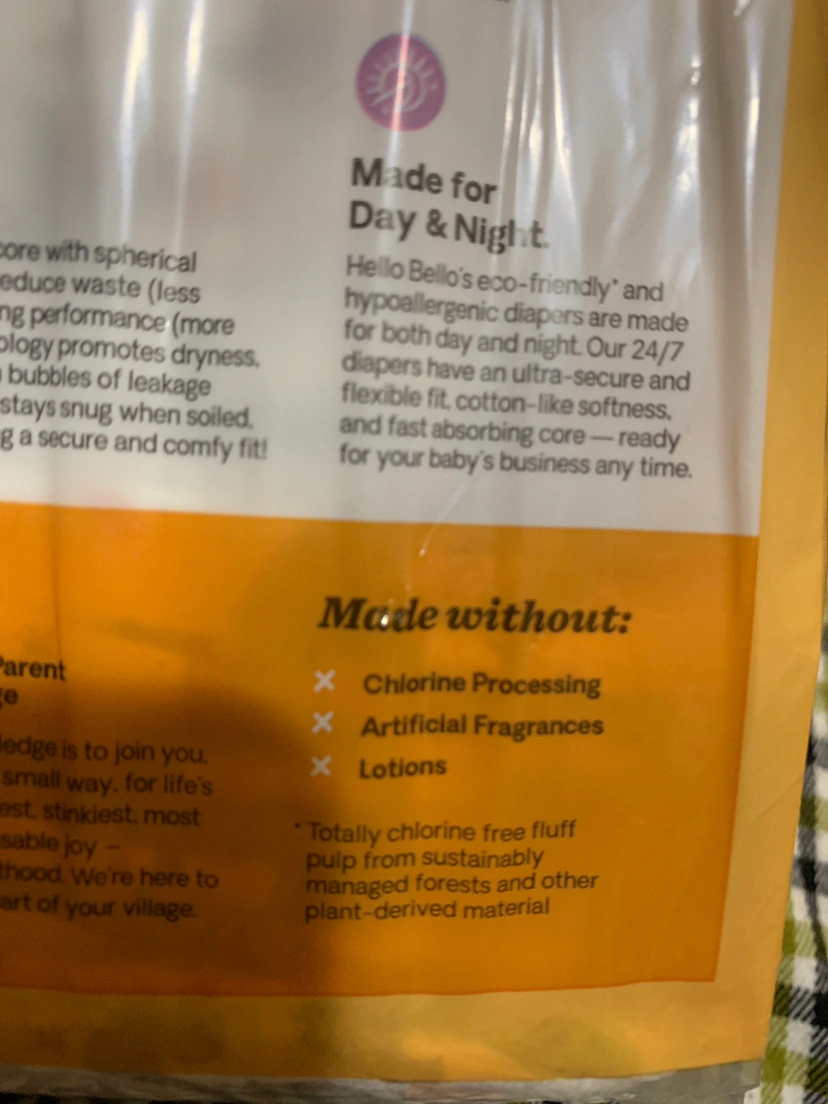 Made for
Day & Night.
Hello Bello's eco-friendly* and
hypoallergenic diapers are made
for both day and night. Our 24/7
diapers have an ultra-secure and
flexible fit, cotton-like softness,
and fast absorbing core — ready
for your baby's business any time.
core with spherical
educe waste (less
ng performance (more
ology promotes dryness,
bubbles of leakage
stays snug when soiled,
g a secure and comfy fit!
Parent
ge
ledge is to join you,
small way, for life's
est, stinkiest, most
sable joy –
thood. We're here to
art of your village.
Made without:
Chlorine Processing
Artificial Fragrances
Lotions
* Totally chlorine free fluff
pulp from sustainably
managed forests and other
plant-derived material